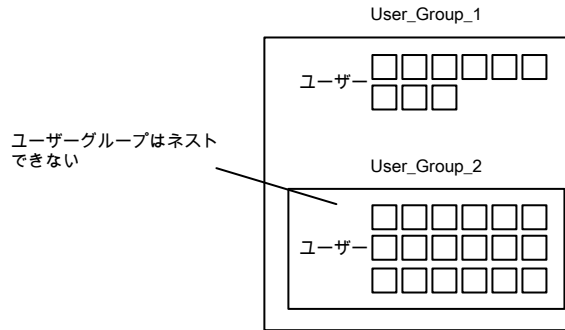 User_Group_1
ユーザー
ユーザーグループはネスト
できない
User_Group_2
ユーザー